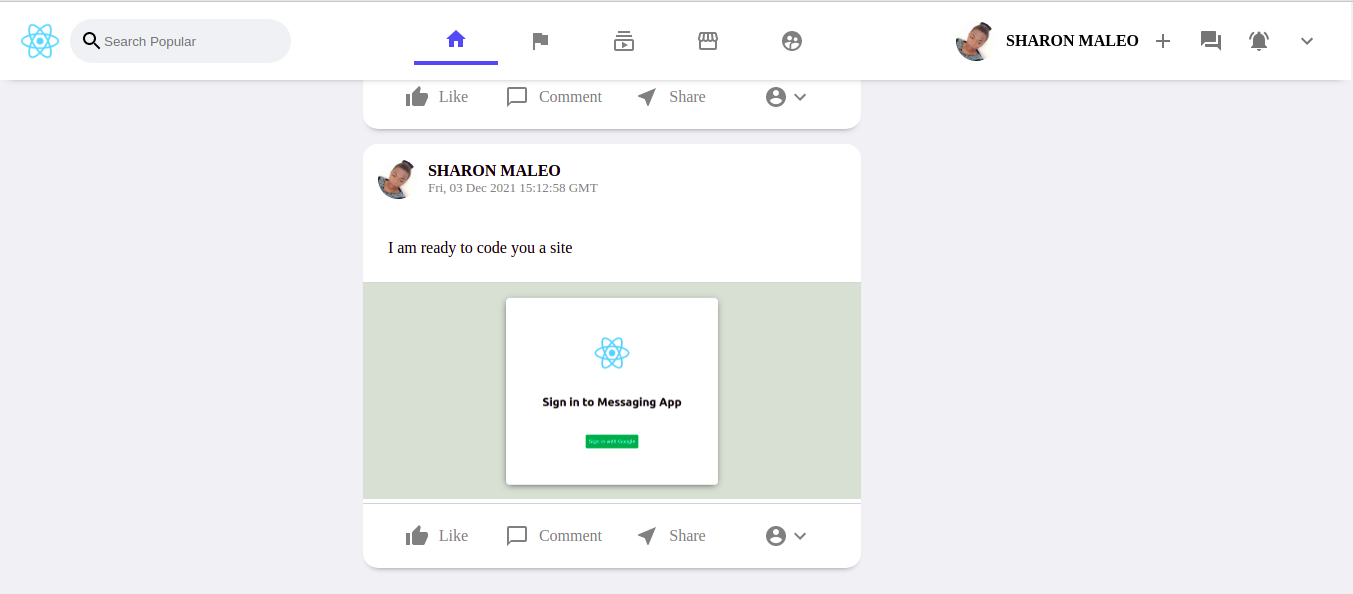 Search Popular
SHARON MALEO
Like Comment Share
SHARON MALEO
Fri, 03 Dec 2021 15:12:58 GMT
I am ready to code you a site
Sign in to Messaging App
Sign in with Google
Like Comment Share